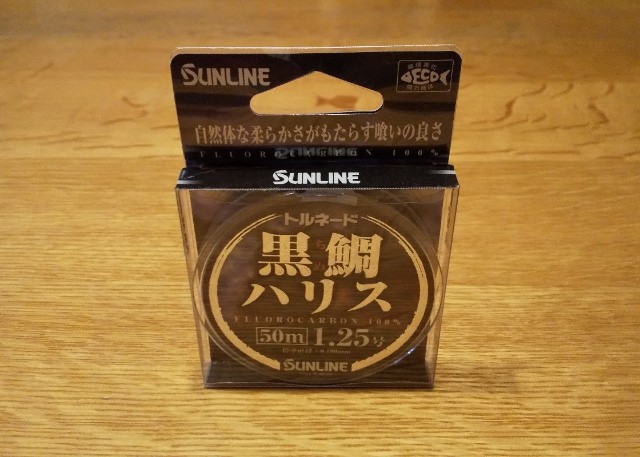 SUNLINE
ECO
自然体な柔らかさがもたらす喰いの良さ
FLUOROCARBON 100%
SUNLINE
トルネード
黒鯛
ハリス
FLUOROCARBON 100%
50m 1.25号
SUNLINE